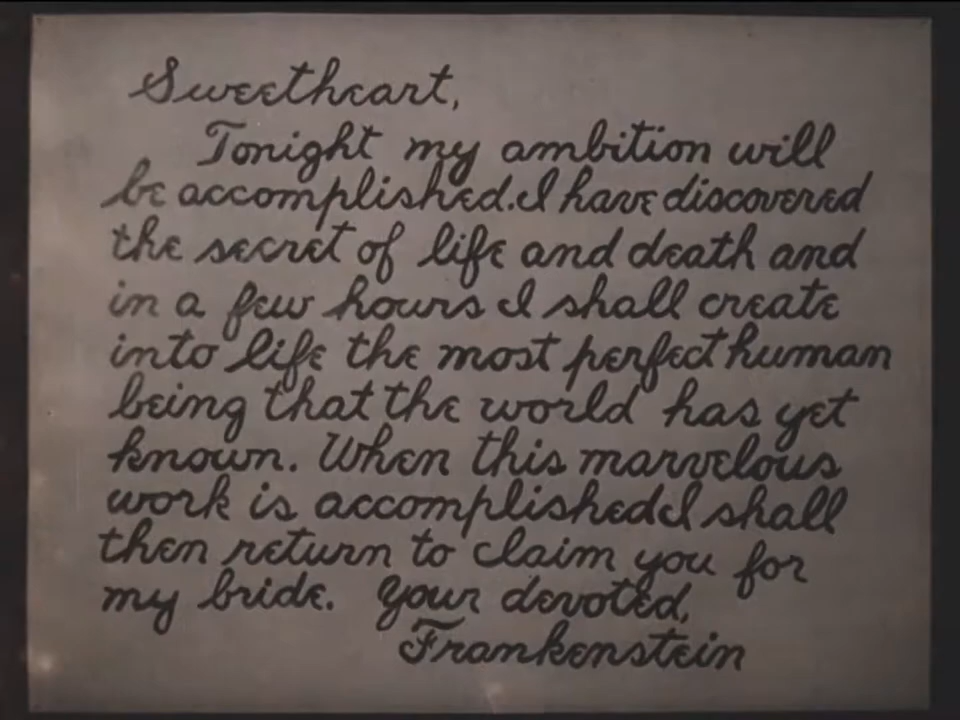 Sweetheart,
Tonight my ambition will
be accomplished. I have discovered
the secret of life and death and
in a few hours I shall create
into life the most perfect human
being that the world has yet
known. When this marvelous
work is accomplished I shall
then return to claim you for
my bride. Your devoted,
Frankenstein